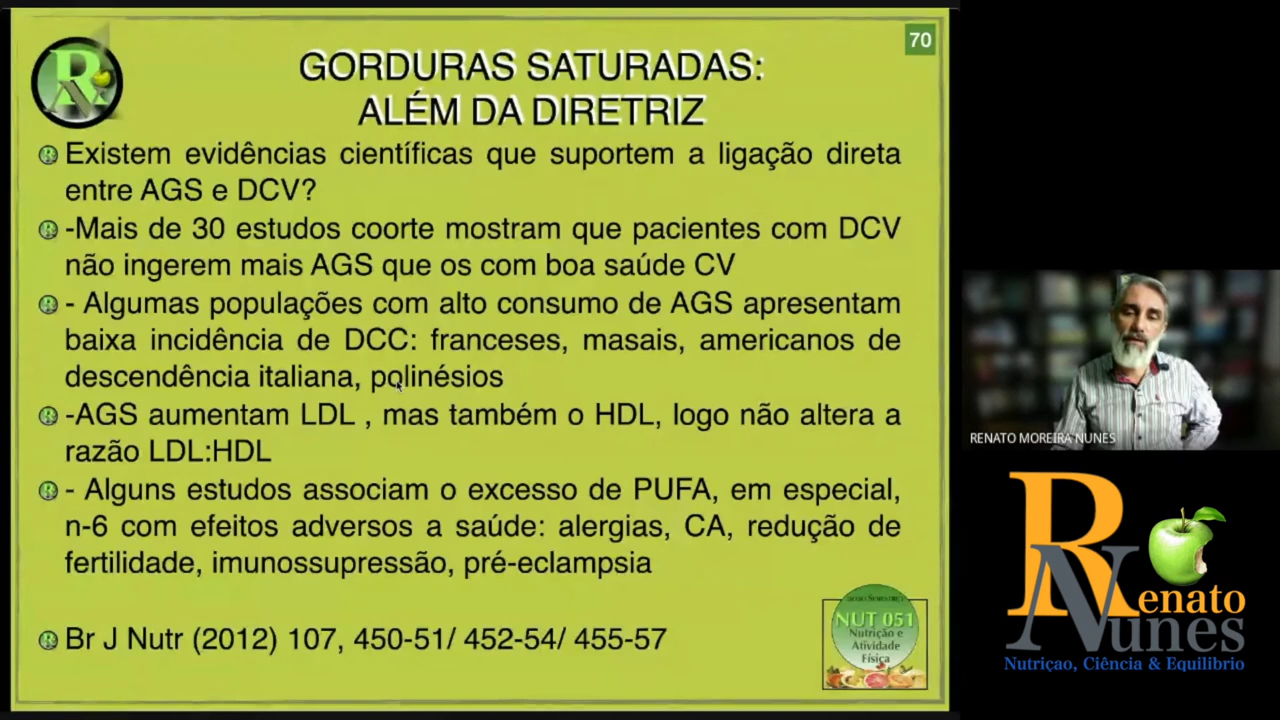 70
GORDURAS SATURADAS:
ALÉM DA DIRETRIZ
Existem evidências científicas que suportem a ligação direta
entre AGS e DCV?
-Mais de 30 estudos coorte mostram que pacientes com DCV
não ingerem mais AGS que os com boa saúde CV
- Algumas populações com alto consumo de AGS apresentam
baixa incidência de DCC: franceses, masais, americanos de
descendência italiana, polinésios
-AGS aumentam LDL , mas também o HDL, logo não altera a
razão LDL:HDL
- Alguns estudos associam o excesso de PUFA, em especial,
n-6 com efeitos adversos a saúde: alergias, CA, redução de
fertilidade, imunossupressão, pré-eclampsia
Br J Nutr (2012) 107, 450-51/ 452-54/ 455-57
NUT 051
Nutrição e
Atividade
Física
RENATO MOREIRA NUNES
Renato
Nunes
Nutriçao, Ciência & Equilibrio